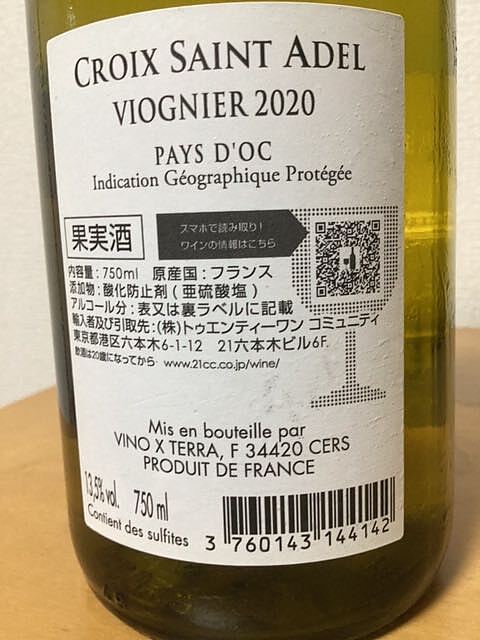 CROIX SAINT ADEL
VIOGNIER 2020
PAYS D'OC
Indication Géographique Protégée
果実酒
スマホで読み取り!
ワインの情報はこちら
内容量:750ml 原産国:フランス
添加物:酸化防止剤(亜硫酸塩)
アルコール分:表又は裏ラベルに記載
輸入者及び引取先:(株)トゥエンティーワン コミュニティ
東京都港区六本木6-1-12 21六本木ビル6F.
飲酒は20歳になってから www.21cc.co.jp/wine/
Mis en bouteille par
VINO X TERRA, F 34420 CERS
PRODUIT DE FRANCE
13,5% vol. 750 ml
Contient des sulfites
3 760143 144142